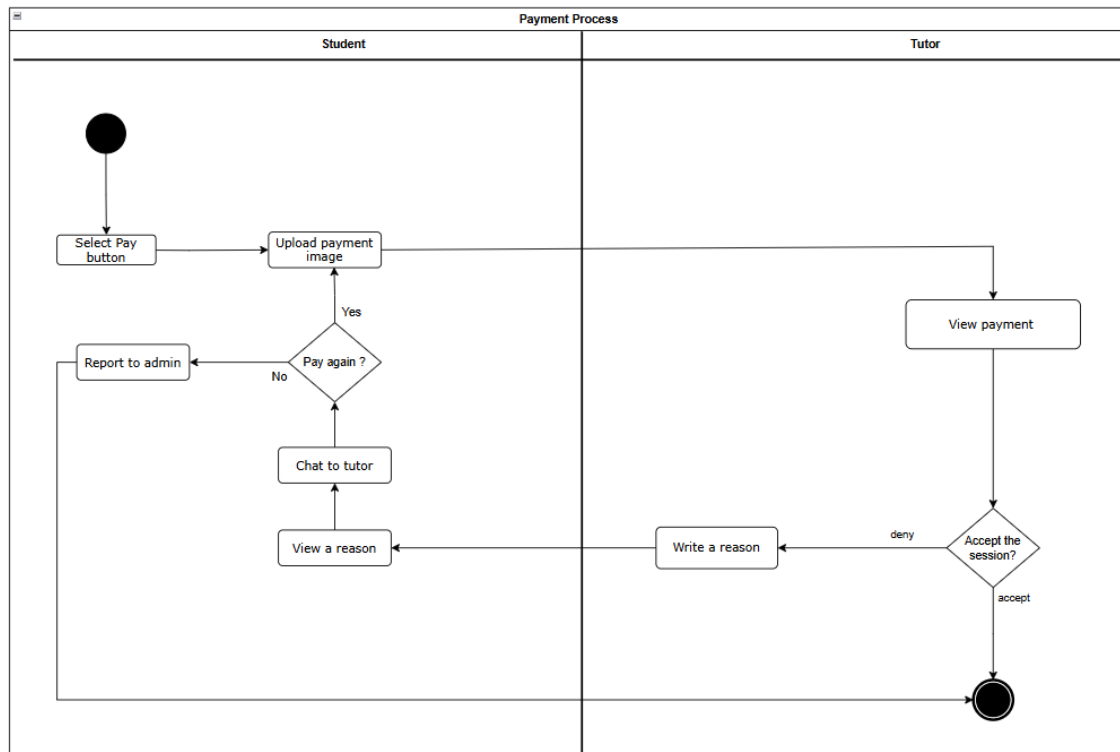 Payment Process
Student
Tutor
Select Pay
button
Upload payment
image
View payment
Yes
Pay again ?
No
Report to admin
Chat to tutor
View a reason
Write a reason
deny
Accept the
session?
accept